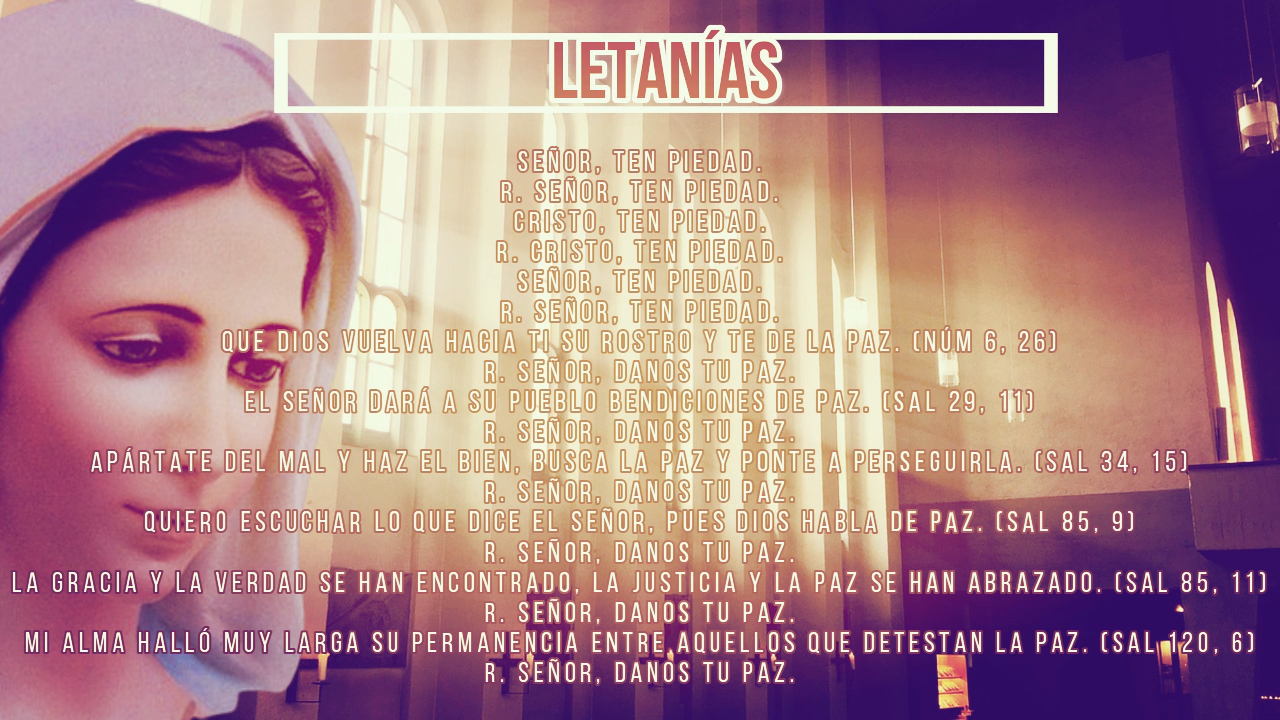 LETANÍAS
SEÑOR, TEN PIEDAD.
R. SEÑOR, TEN PIEDAD.
CRISTO, TEN PIEDAD.
R. CRISTO, TEN PIEDAD.
SEÑOR, TEN PIEDAD.
R. SEÑOR, TEN PIEDAD.
QUE DIOS VUELVA HACIA TI SU ROSTRO Y TE DE LA PAZ. (NÚM 6, 26)
R. SEÑOR, DANOS TU PAZ.
EL SEÑOR DARÁ A SU PUEBLO BENDICIONES DE PAZ. (SAL 29, 11)
R. SEÑOR, DANOS TU PAZ.
APÁRTATE DEL MAL Y HAZ EL BIEN, BUSCA LA PAZ Y PONTE A PERSEGUIRLA. (SAL 34, 15)
R. SEÑOR, DANOS TU PAZ.
QUIERO ESCUCHAR LO QUE DICE EL SEÑOR, PUES DIOS HABLA DE PAZ. (SAL 85, 9)
R. SEÑOR, DANOS TU PAZ.
LA GRACIA Y LA VERDAD SE HAN ENCONTRADO, LA JUSTICIA Y LA PAZ SE HAN ABRAZADO. (SAL 85, 11)
R. SEÑOR, DANOS TU PAZ.
MI ALMA HALLÓ MUY LARGA SU PERMANENCIA ENTRE AQUELLOS QUE DETESTAN LA PAZ. (SAL 120, 6)
R. SEÑOR, DANOS TU PAZ.